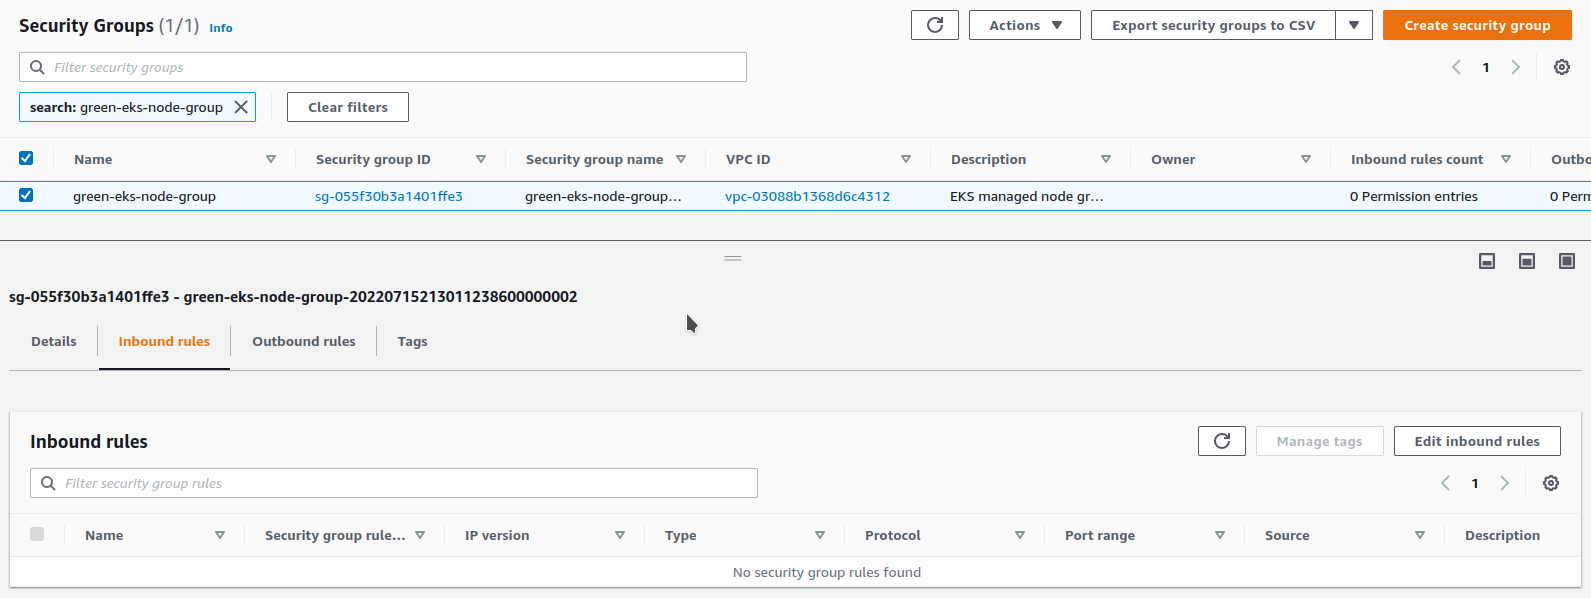 Security Groups (1/1) Info
Actions Export security groups to CSV Create security group
Filter security groups
1
search: green-eks-node-group Clear filters
Name Security group ID Security group name VPC ID Description Owner Inbound rules count Outbo
green-eks-node-group sg-055f30b3a1401ffe3 green-eks-node-group... vpc-03088b1368d6c4312 EKS managed node gr... 0 Permission entries 0 Perm
sg-055f30b3a1401ffe3 - green-eks-node-group-20220715213011238600000002
Details Inbound rules Outbound rules Tags
Inbound rules
Manage tags Edit inbound rules
Filter security group rules
1
Name Security group rule... IP version Type Protocol Port range Source Description
No security group rules found